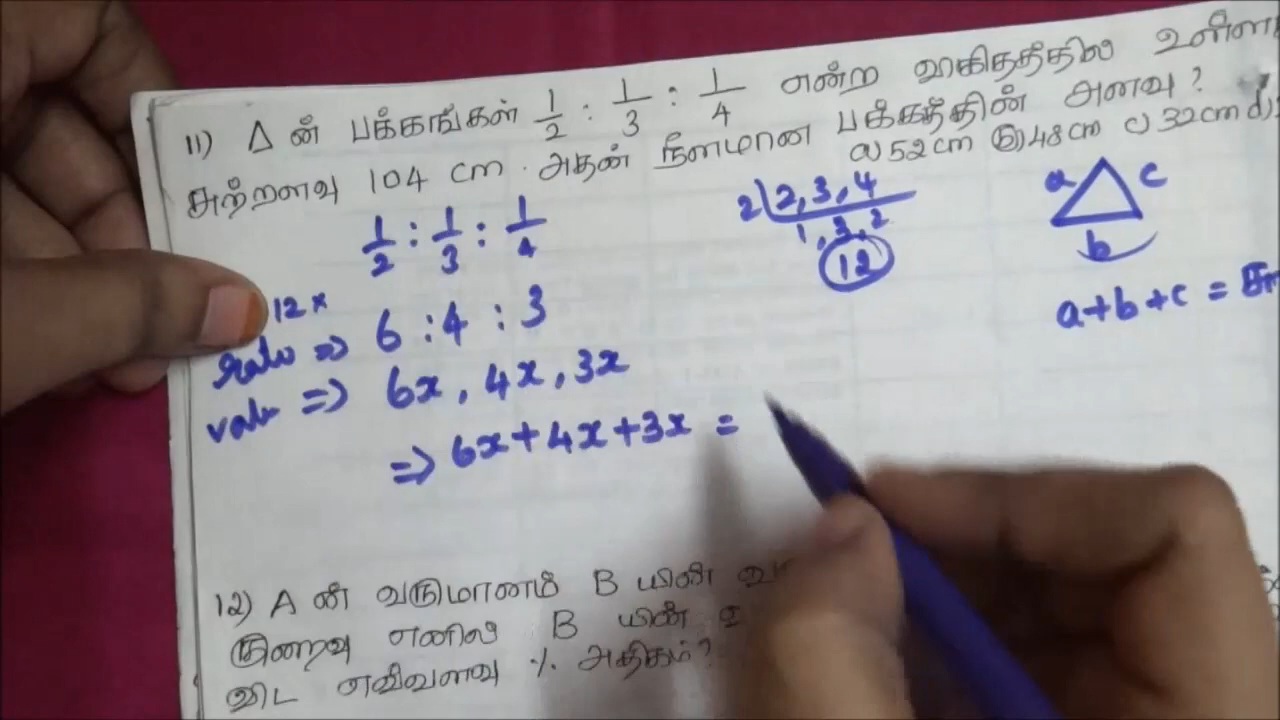 11) Δ ன் பக்கங்கள் 1/2 : 1/3 : 1/4 என்ற விகிதத்தில்
சுற்றளவு 104 cm . அதன் நீளமான பக்கத்தின் அளவு?
a) 52 cm b) 48 cm c) 32 cm d)
1/2 : 1/3 : 1/4
2 2, 3, 4
1, 3, 2
12
a c
b
a+b+c =
12 x
ratio => 6 : 4 : 3
=> 6x, 4x, 3x
=> 6x + 4x + 3x =
12) A ன் வருமானம் B யின்
குறைவு எனில் B யின்
விட எவ்வளவு % அதிகம்?